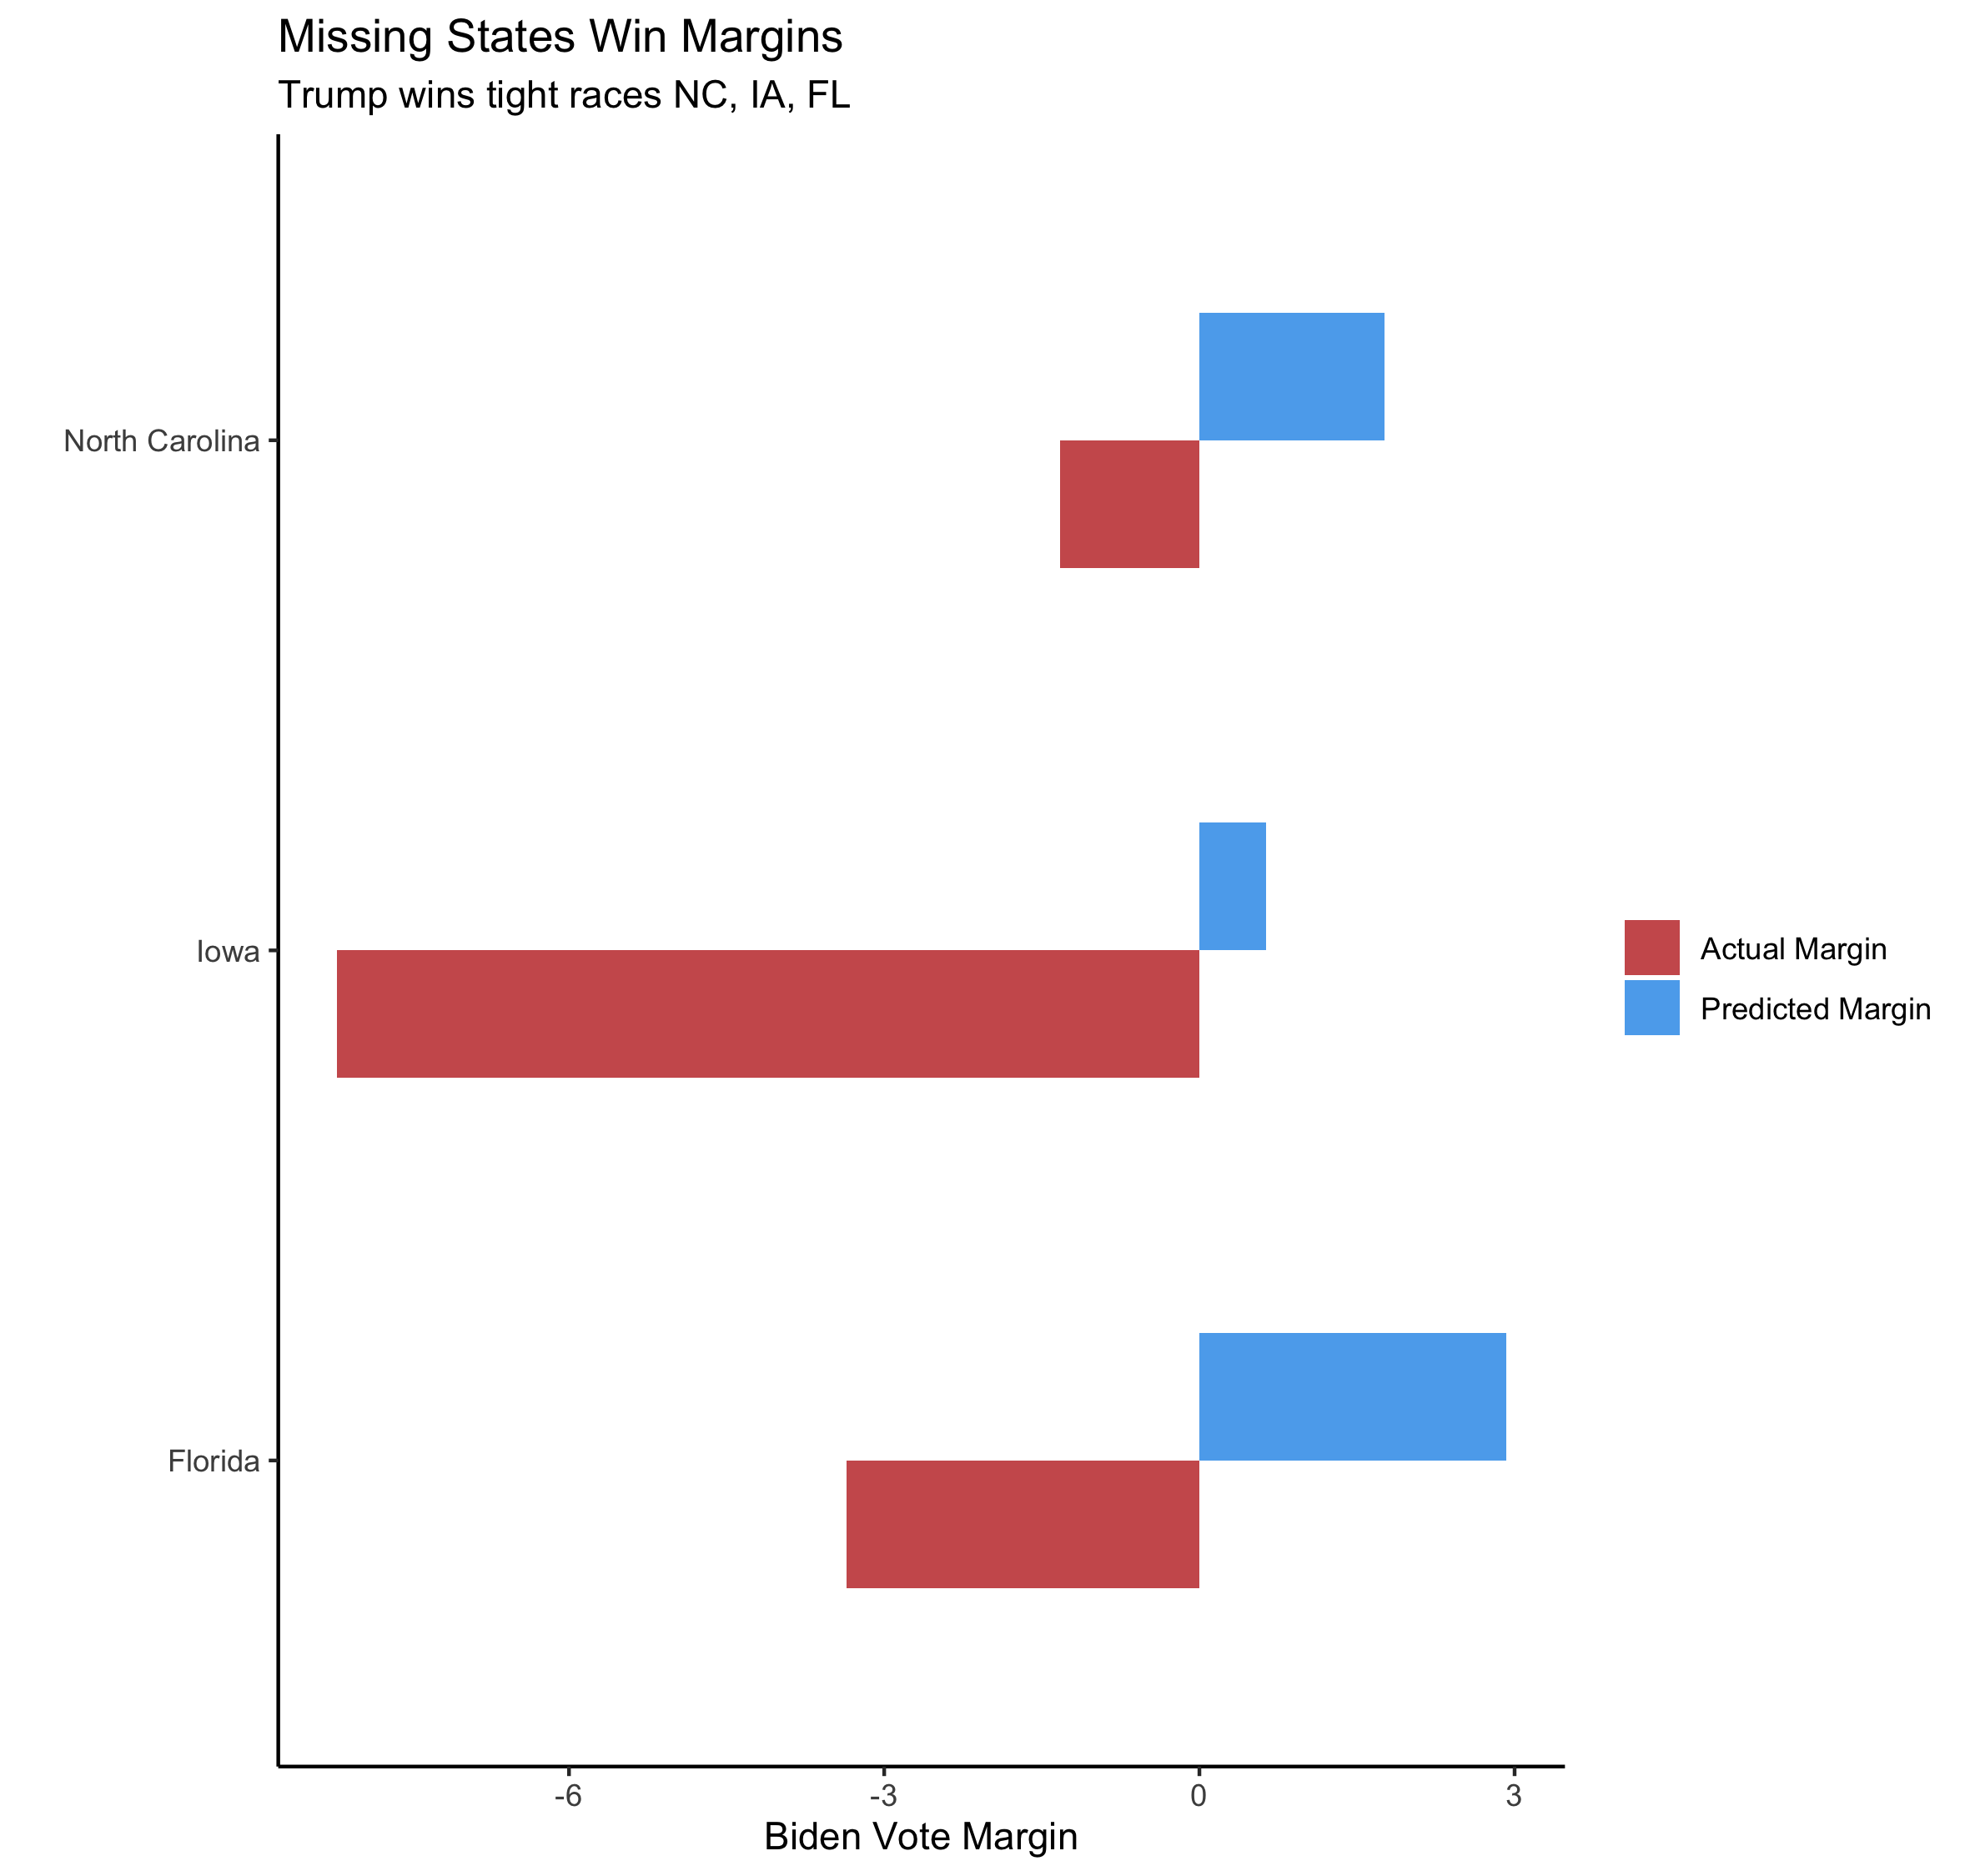 Missing States Win Margins
Trump wins tight races NC, IA, FL
North Carolina
Iowa
Florida
Actual Margin
Predicted Margin
-6 -3 0 3
Biden Vote Margin